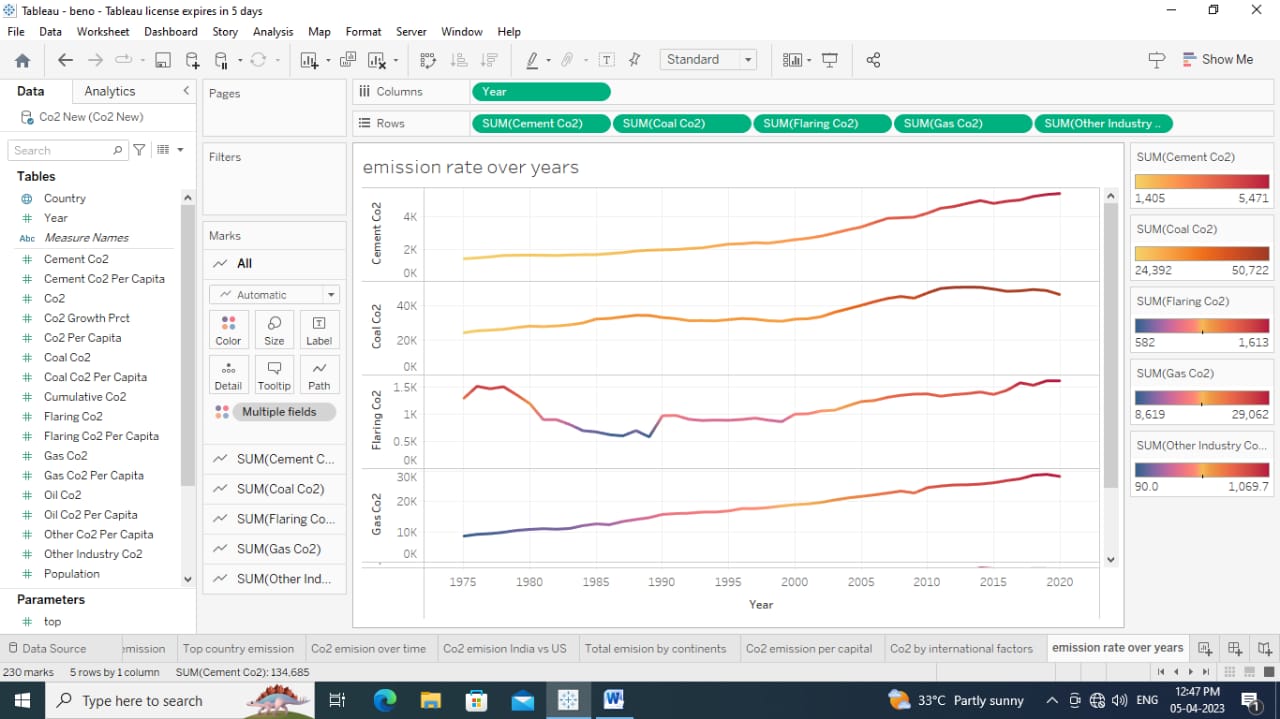 Tableau - beno - Tableau license expires in 5 days
File Data Worksheet Dashboard Story Analysis Map Format Server Window Help
Standard
Show Me
Data Analytics
Co2 New (Co2 New)
Search
Tables
Country
Year
Abc Measure Names
Cement Co2
Cement Co2 Per Capita
Co2
Co2 Growth Prct
Co2 Per Capita
Coal Co2
Coal Co2 Per Capita
Cumulative Co2
Flaring Co2
Flaring Co2 Per Capita
Gas Co2
Gas Co2 Per Capita
Oil Co2
Oil Co2 Per Capita
Other Co2 Per Capita
Other Industry Co2
Population
Parameters
top
Pages
Filters
Marks
All
Automatic
Color Size Label
Detail Tooltip Path
Multiple fields
SUM(Cement C...
SUM(Coal Co2)
SUM(Flaring Co...
SUM(Gas Co2)
SUM(Other Ind...
Columns Year
Rows SUM(Cement Co2) SUM(Coal Co2) SUM(Flaring Co2) SUM(Gas Co2) SUM(Other Industry ..
emission rate over years
Cement Co2
4K
2K
0K
Coal Co2
40K
20K
0K
Flaring Co2
1.5K
1K
0.5K
0K
Gas Co2
30K
20K
10K
0K
1975 1980 1985 1990 1995 2000 2005 2010 2015 2020
Year
SUM(Cement Co2)
1,405 5,471
SUM(Coal Co2)
24,392 50,722
SUM(Flaring Co2)
582 1,613
SUM(Gas Co2)
8,619 29,062
SUM(Other Industry Co...
90.0 1,069.7
Data Source emission Top country emission Co2 emision over time Co2 emision India vs US Total emision by continents Co2 emission per capital Co2 by international factors emission rate over years
230 marks 5 rows by 1 column SUM(Cement Co2): 134,685
Type here to search
33°C Partly sunny
ENG
12:47 PM
05-04-2023
1